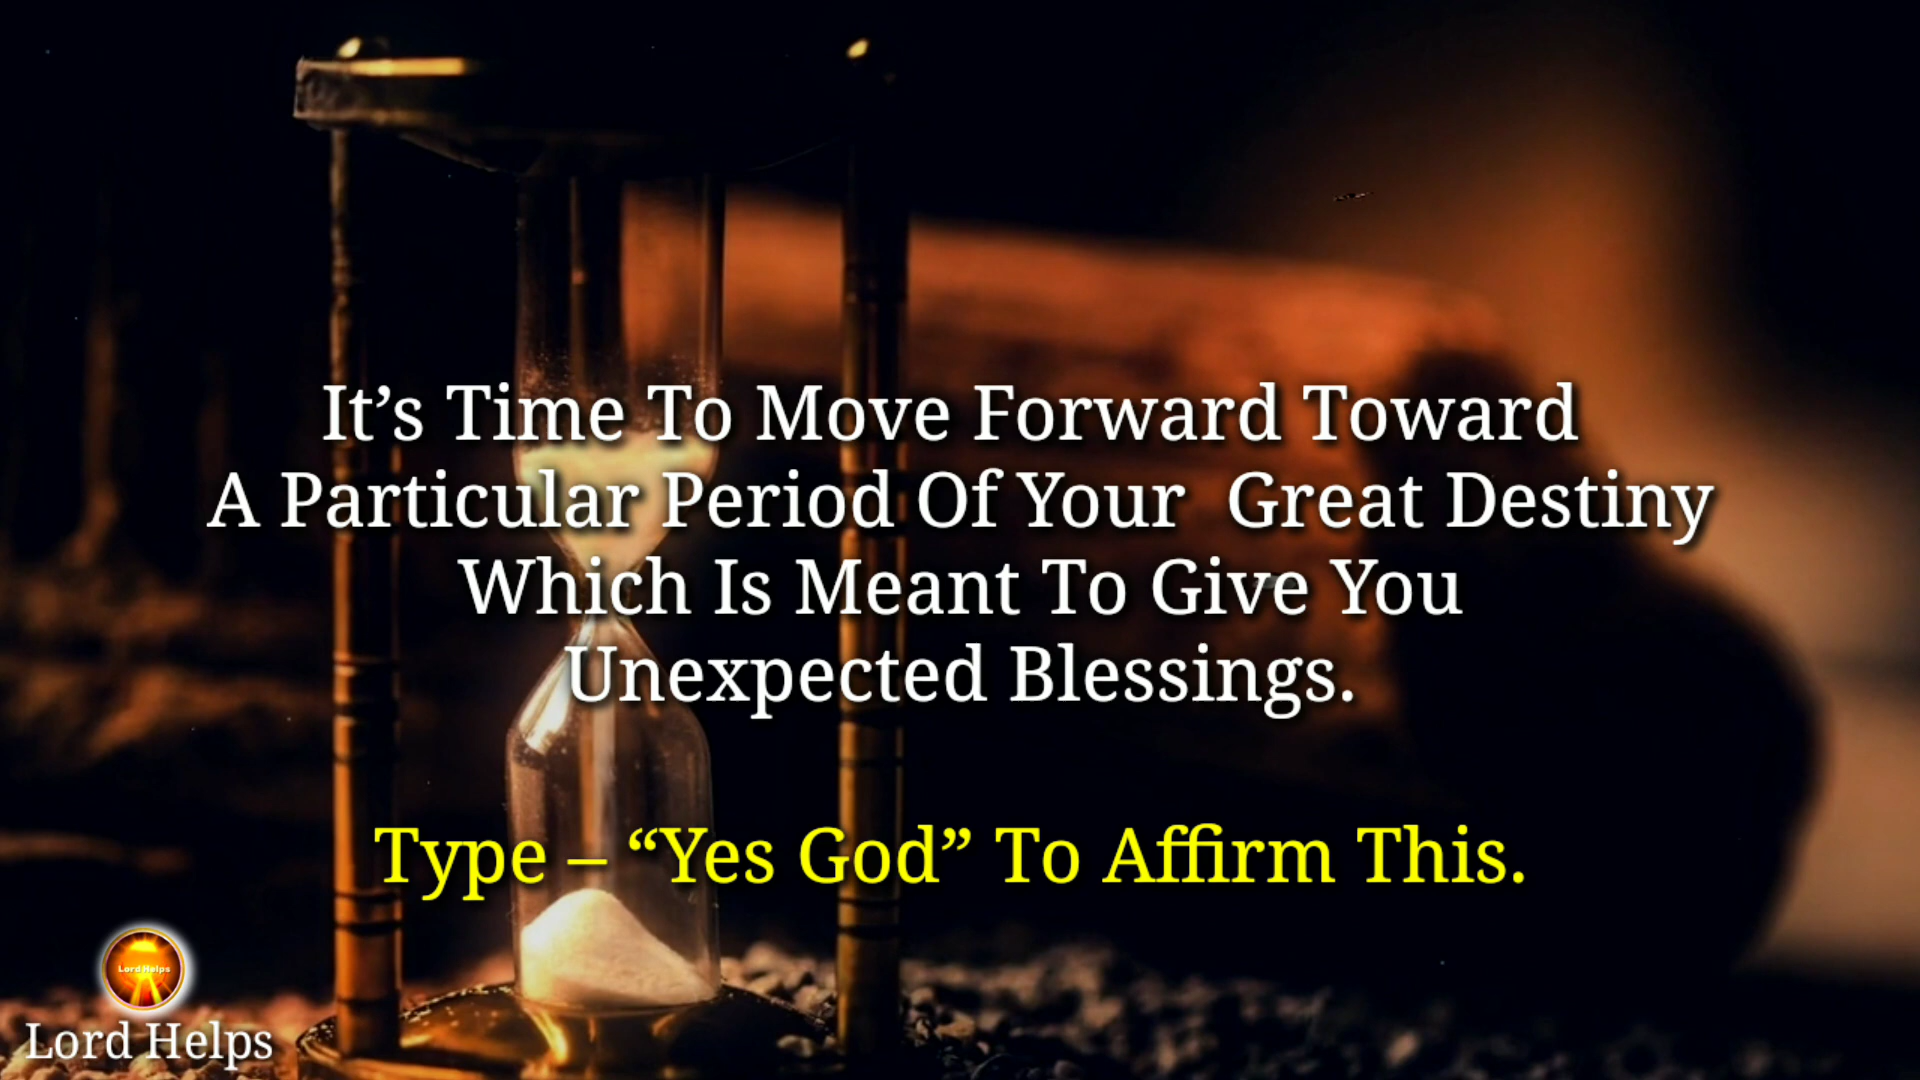 It’s Time To Move Forward Toward
A Particular Period Of Your  Great Destiny
Which Is Meant To Give You
Unexpected Blessings.
Type – “Yes God” To Affirm This.
Lord Helps
Lord Helps